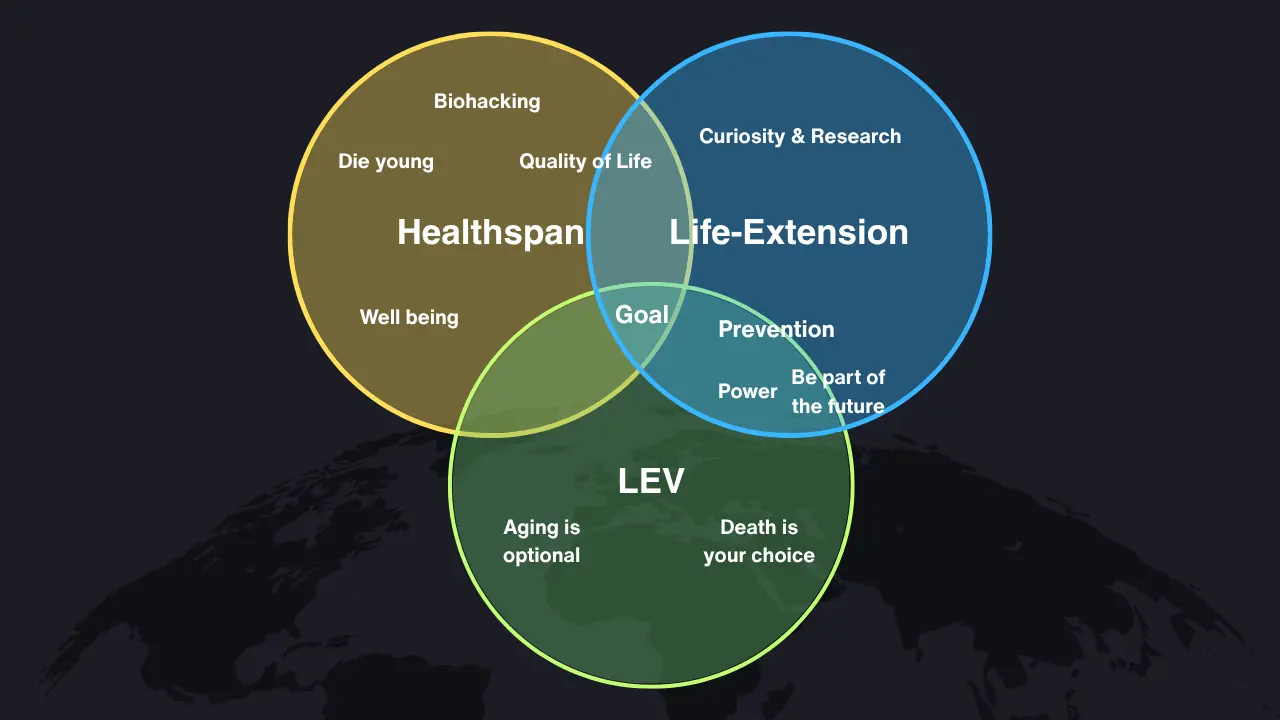 Biohacking
Curiosity & Research
Die young
Quality of Life
Healthspan
Life-Extension
Well being
Goal
Prevention
Power
Be part of
the future
LEV
Aging is
optional
Death is
your choice